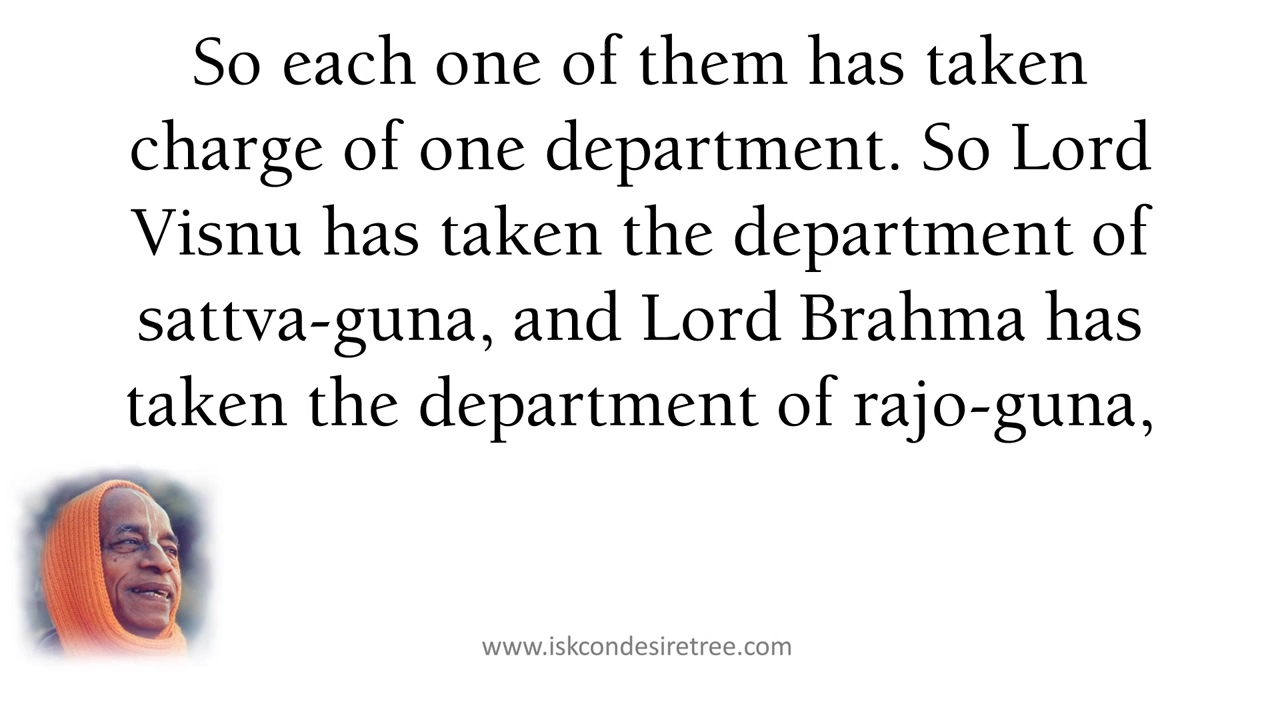 So each one of them has taken
charge of one department. So Lord
Visnu has taken the department of
sattva-guna, and Lord Brahma has
taken the department of rajo-guna,
www.iskcondesiretree.com